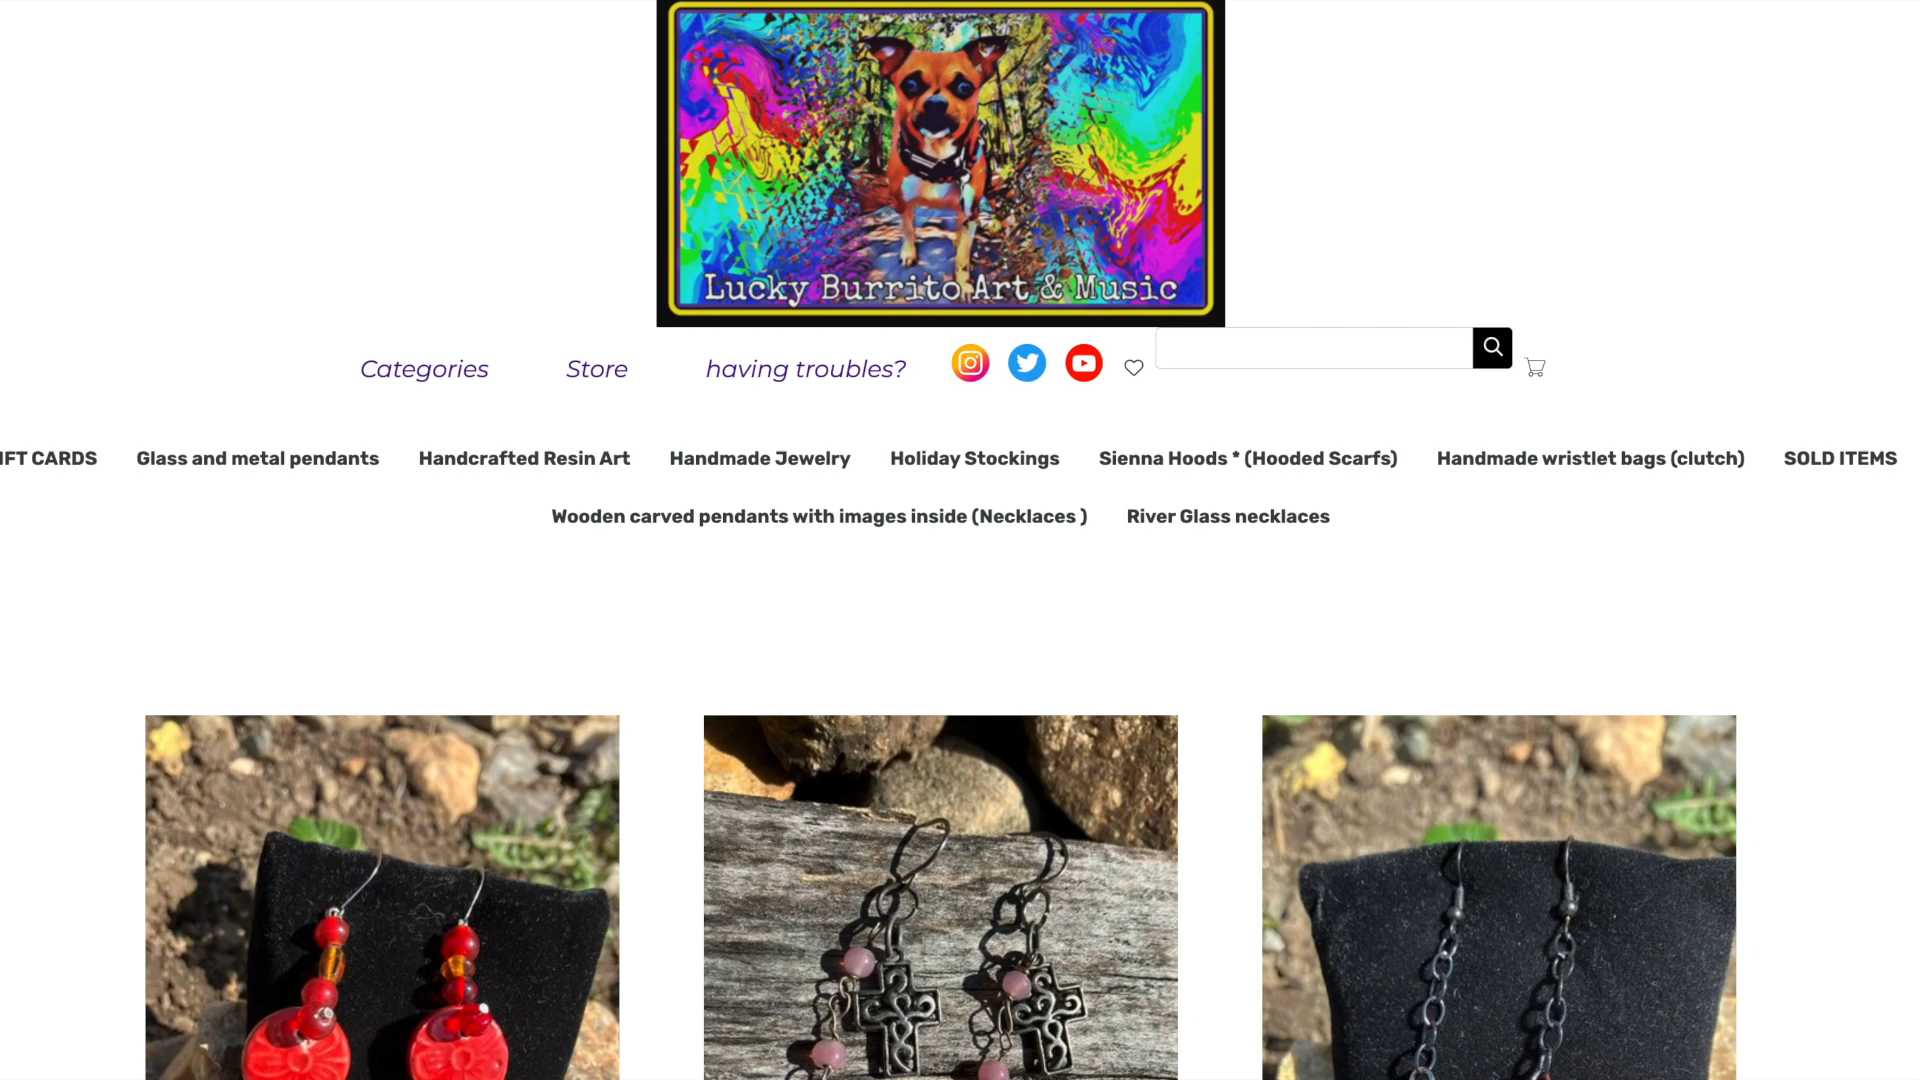 Lucky Burrito Art & Music
Categories Store having troubles?
IFT CARDS Glass and metal pendants Handcrafted Resin Art Handmade Jewelry Holiday Stockings Sienna Hoods * (Hooded Scarfs) Handmade wristlet bags (clutch) SOLD ITEMS
Wooden carved pendants with images inside (Necklaces ) River Glass necklaces